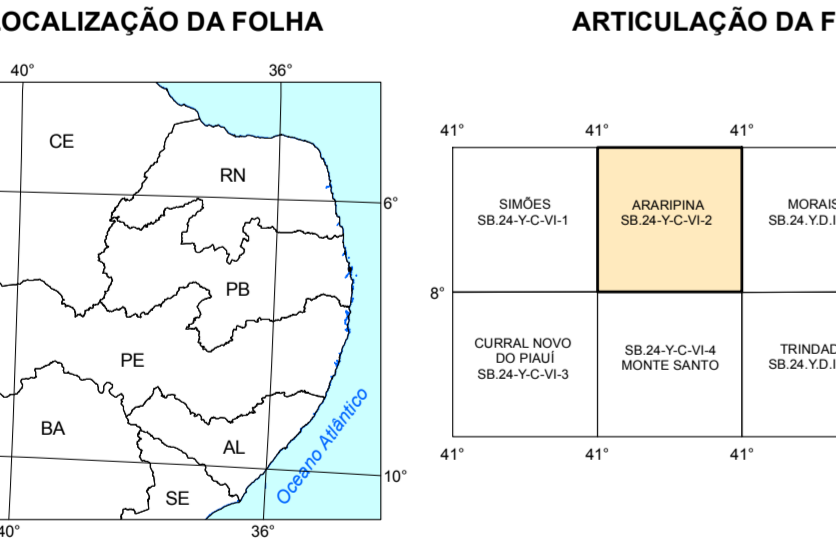 OCALIZAÇÃO DA FOLHA
40°
36°
CE
RN
6°
PB
PE
BA
AL
SE
Oceano Atlântico
10°
40°
36°
ARTICULAÇÃO DA F
41°
41°
41°
SIMÕES
SB.24-Y-C-VI-1
ARARIPINA
SB.24-Y-C-VI-2
MORAIS
SB.24.Y.D.I
8°
CURRAL NOVO
DO PIAUÍ
SB.24-Y-C-VI-3
SB.24-Y-C-VI-4
MONTE SANTO
TRINDAD
SB.24.Y.D.I
41°
41°
41°